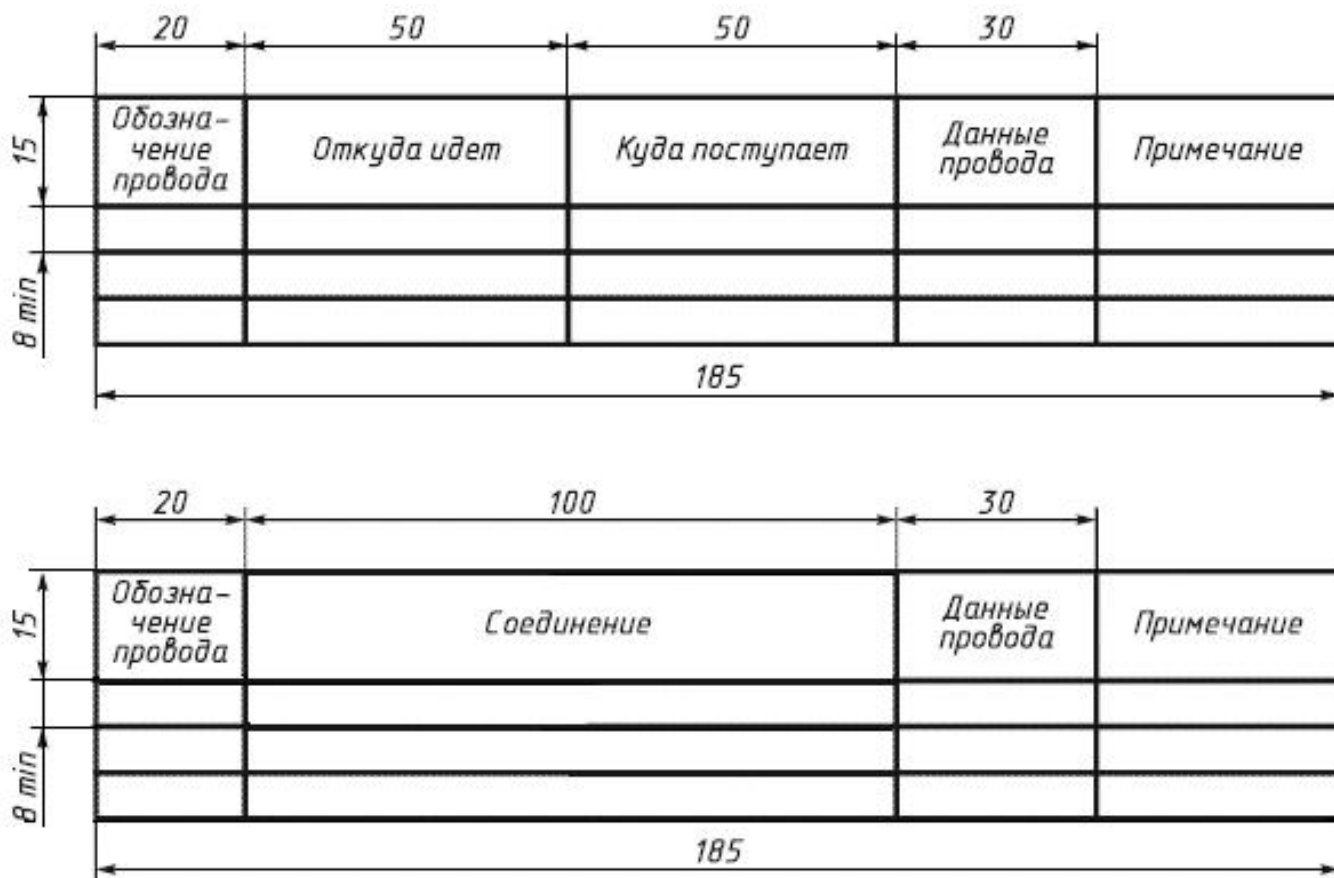 20 50 50 30
15
Обозна-
чение
провода
Откуда идет
Куда поступает
Данные
провода
Примечание
8 min
185
20 100 30
15
Обозна-
чение
провода
Соединение
Данные
провода
Примечание
8 min
185